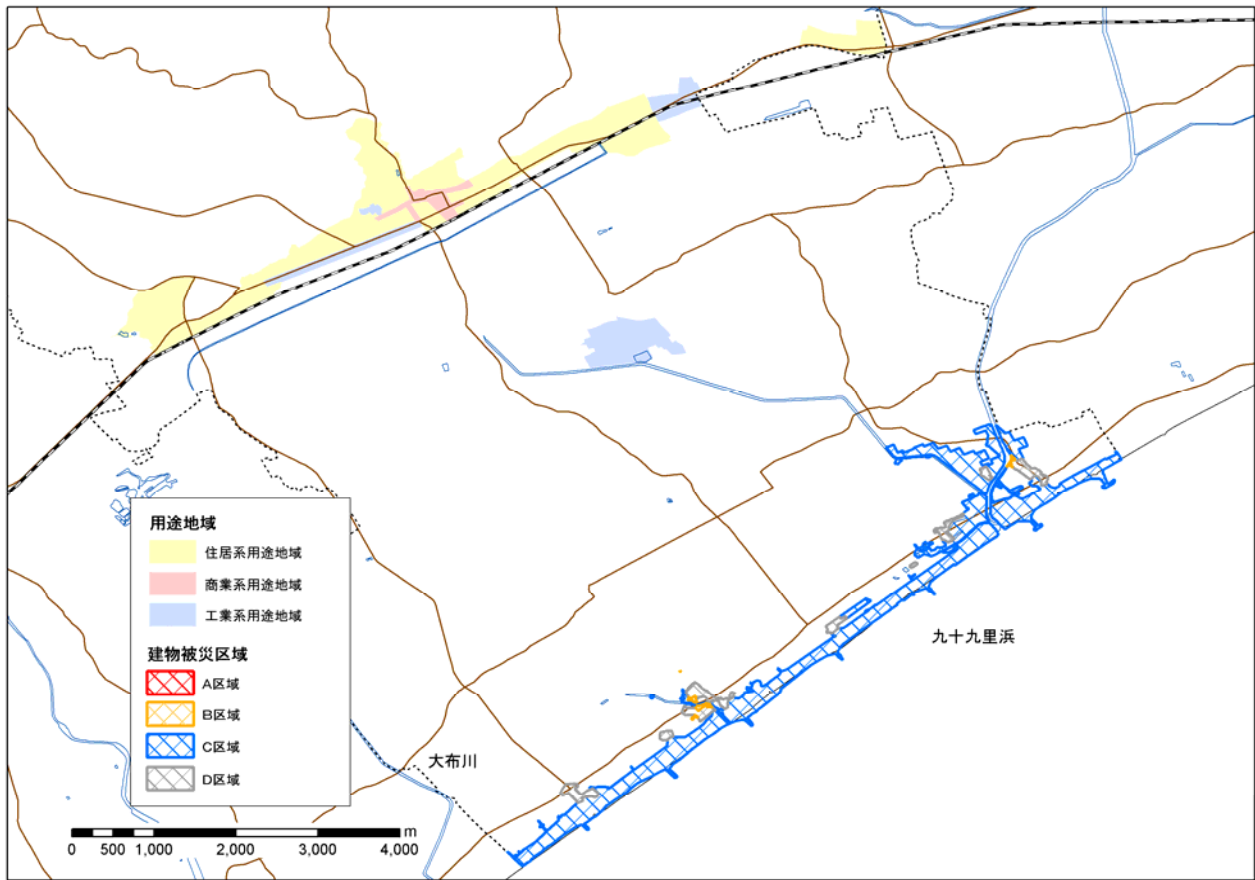 九十九里浜
大布川
用途地域
住居系用途地域
商業系用途地域
工業系用途地域
建物被災区域
A区域
B区域
C区域
D区域
m
0 500 1,000 2,000 3,000 4,000